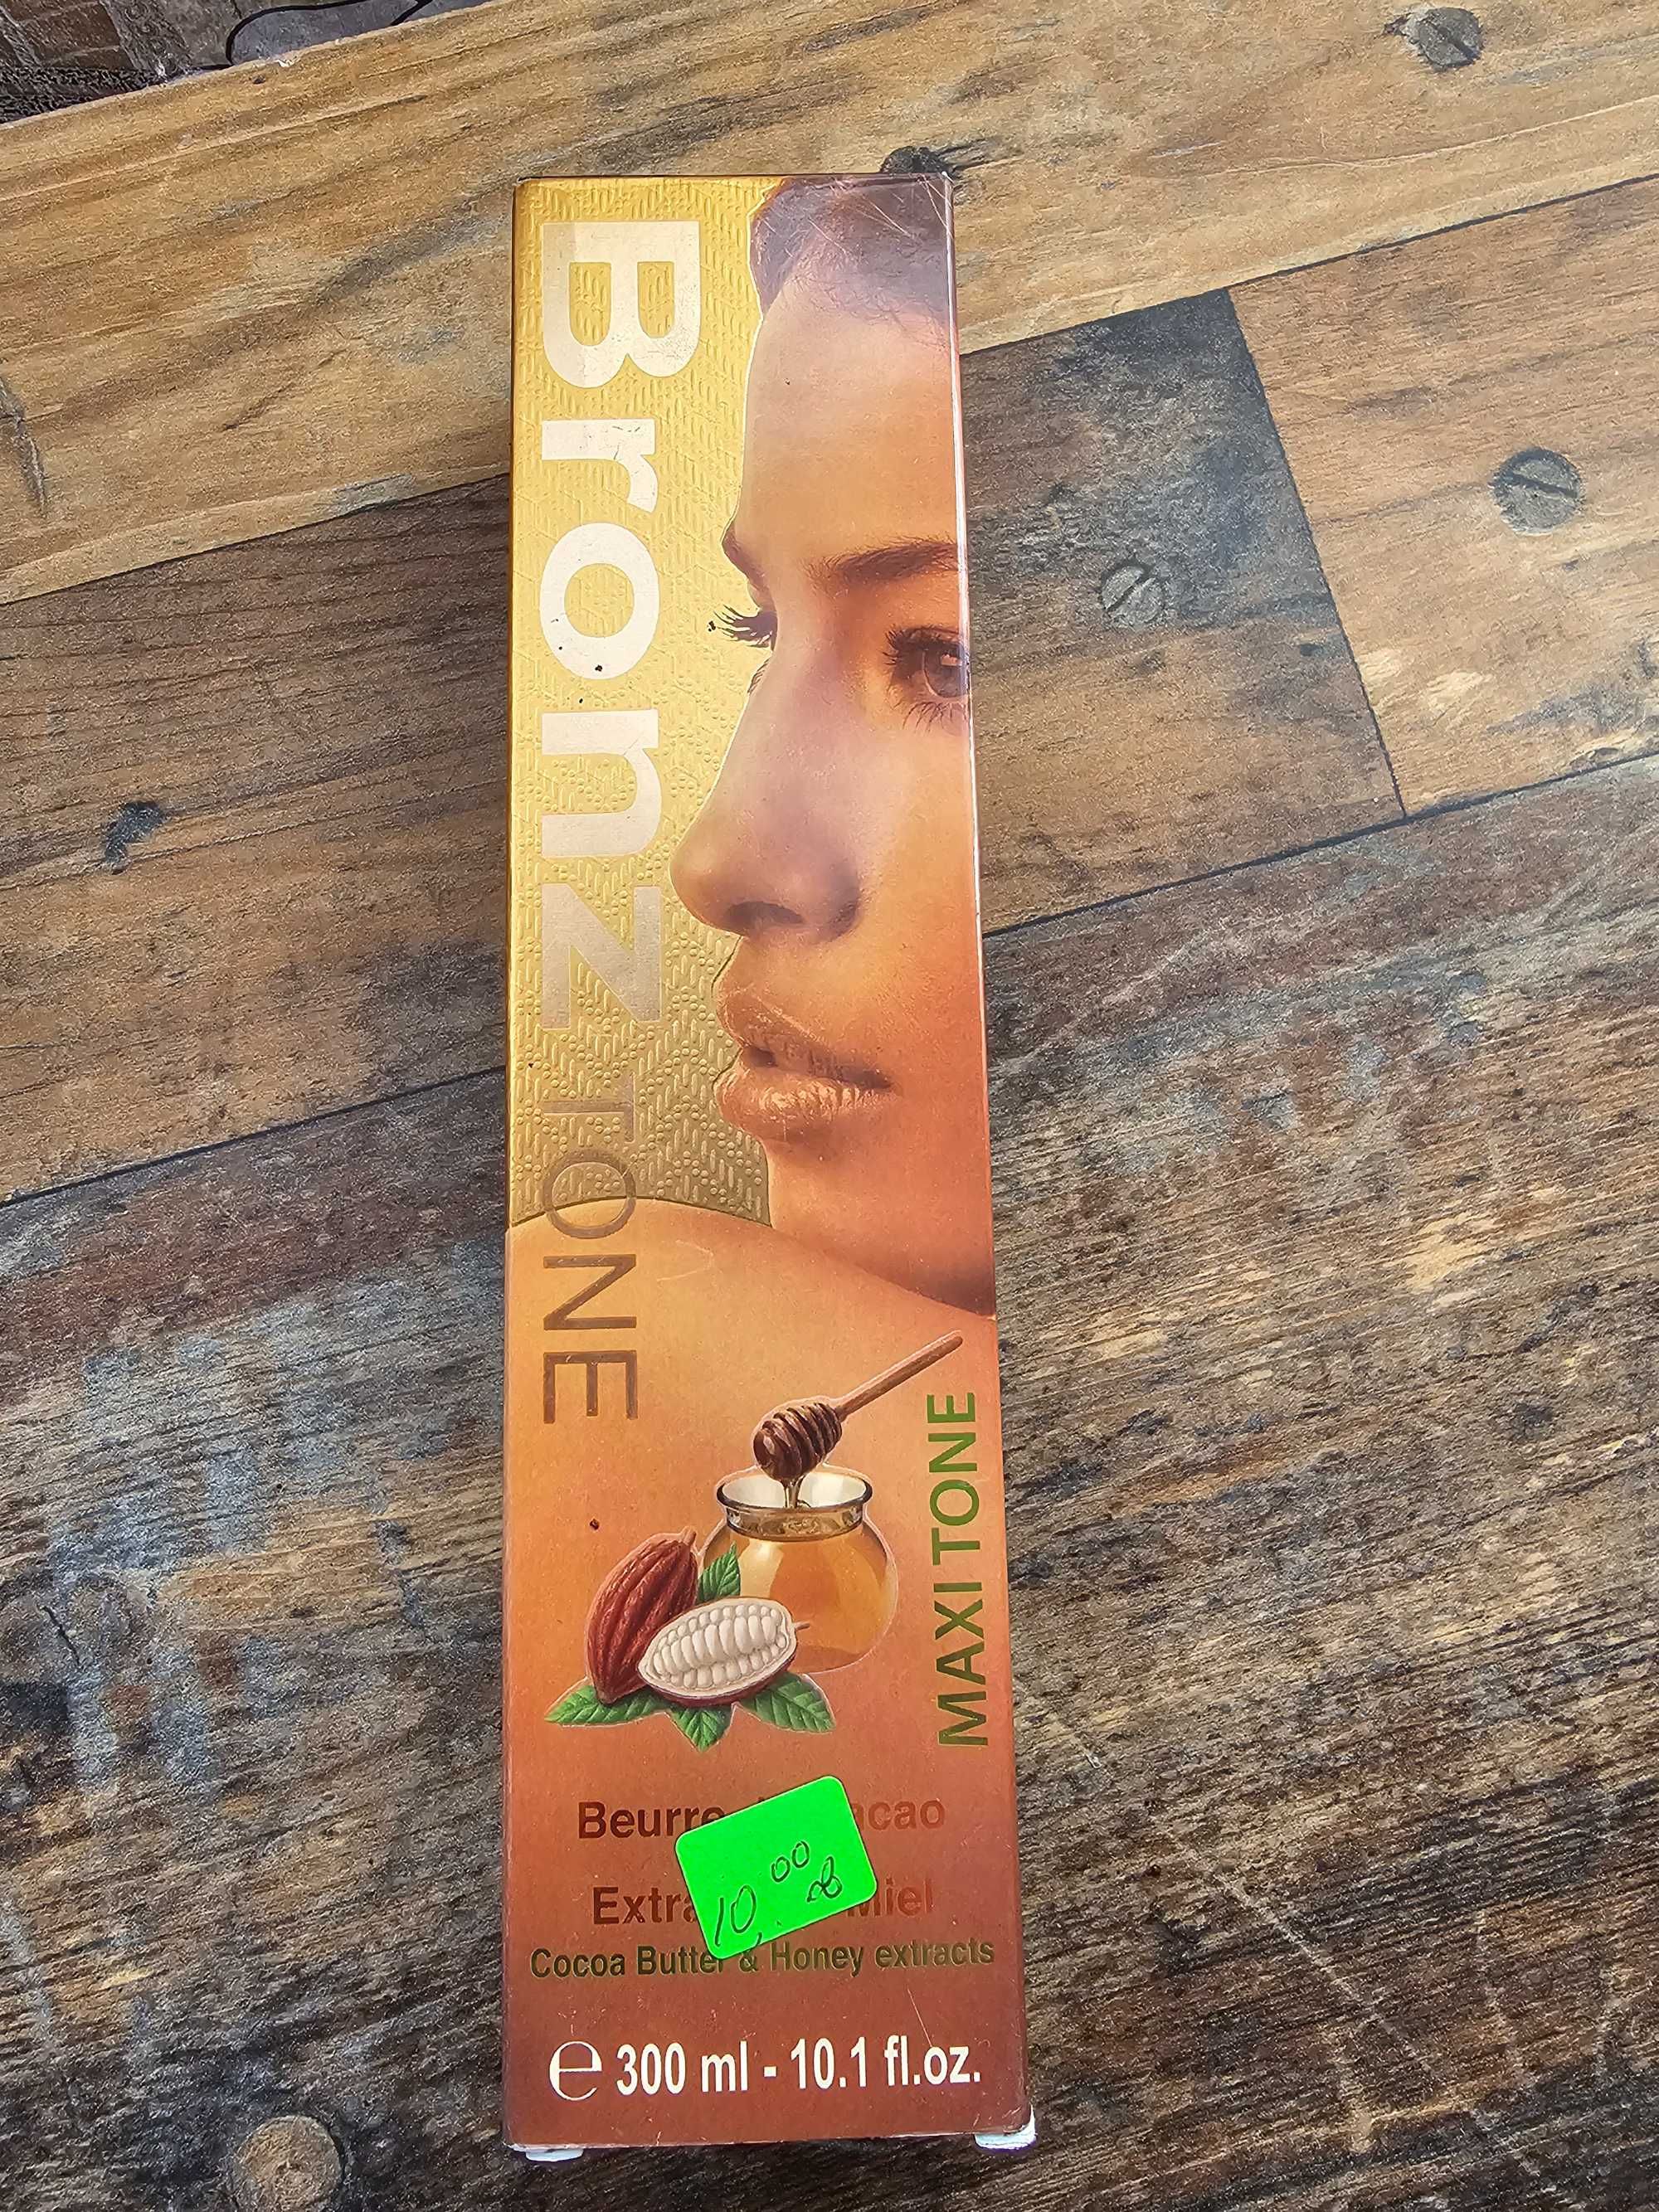 Bronz TONE
MAXI TONE
Beurre cacao
Miel
10.00
Cocoa Butter & Honey extracts
e 300 ml - 10.1 fl.oz.